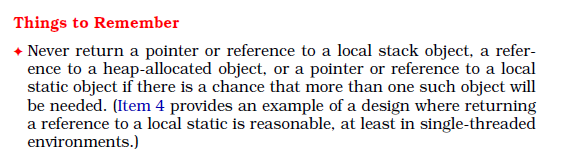 Things to Remember
✦ Never return a pointer or reference to a local stack object, a refer-
ence to a heap-allocated object, or a pointer or reference to a local
static object if there is a chance that more than one such object will
be needed. (Item 4 provides an example of a design where returning
a reference to a local static is reasonable, at least in single-threaded
environments.)